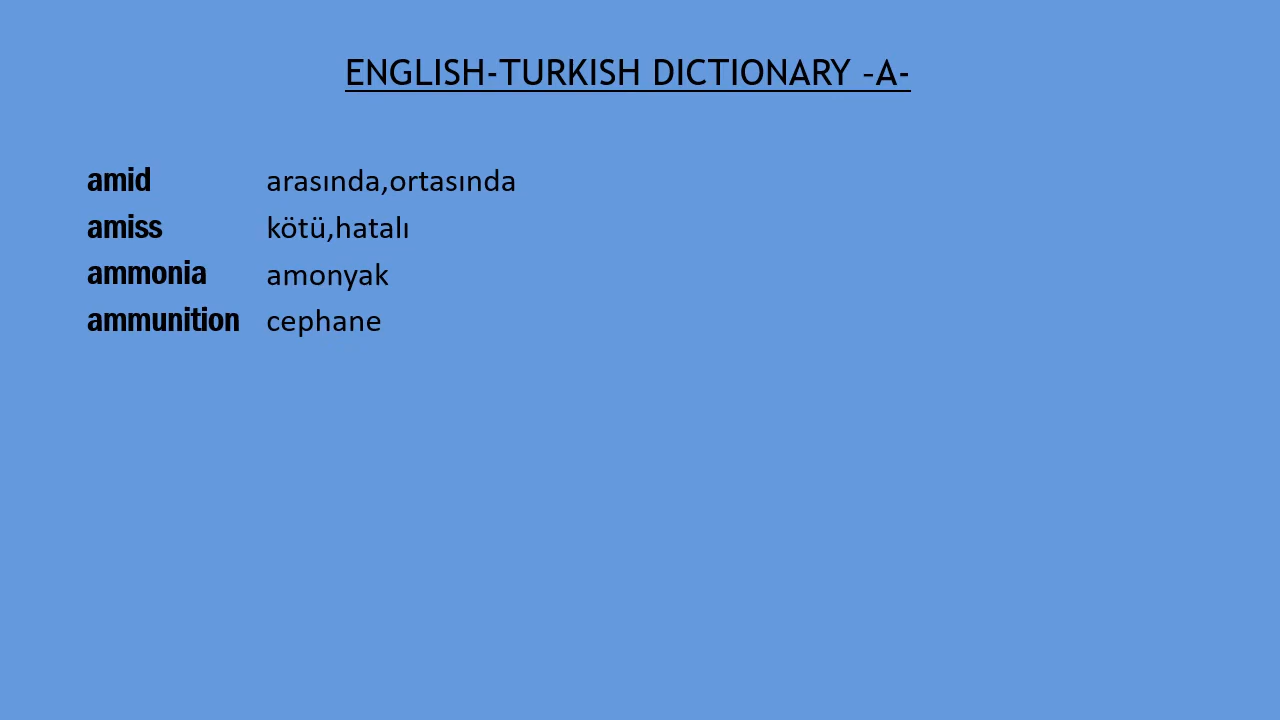 ENGLISH-TURKISH DICTIONARY –A-
amid arasında,ortasında
amiss kötü,hatalı
ammonia amonyak
ammunition cephane